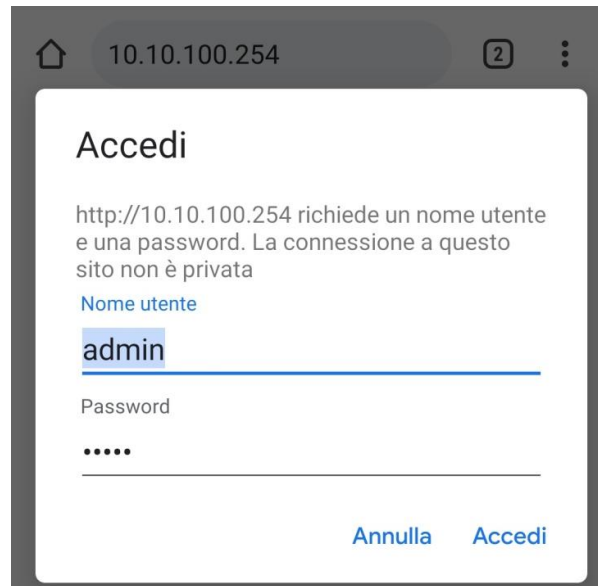 10.10.100.254
2
Accedi
http://10.10.100.254 richiede un nome utente
e una password. La connessione a questo
sito non è privata
Nome utente
admin
Password
•••••
Annulla Accedi